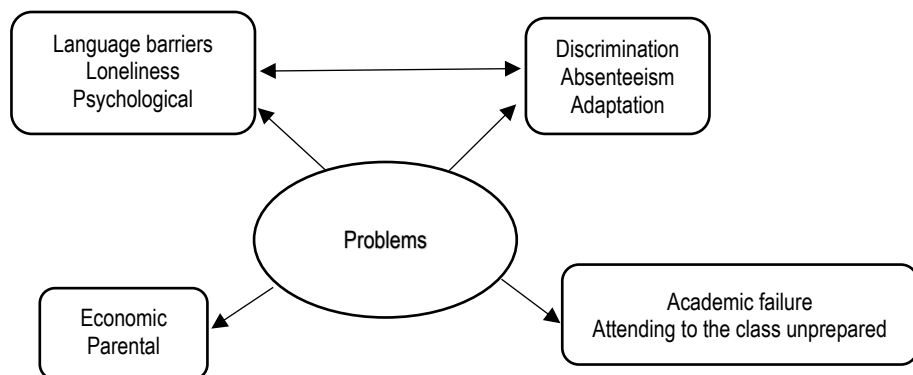 Language barriers
Loneliness
Psychological
Discrimination
Absenteeism
Adaptation
Problems
Economic
Parental
Academic failure
Attending to the class unprepared